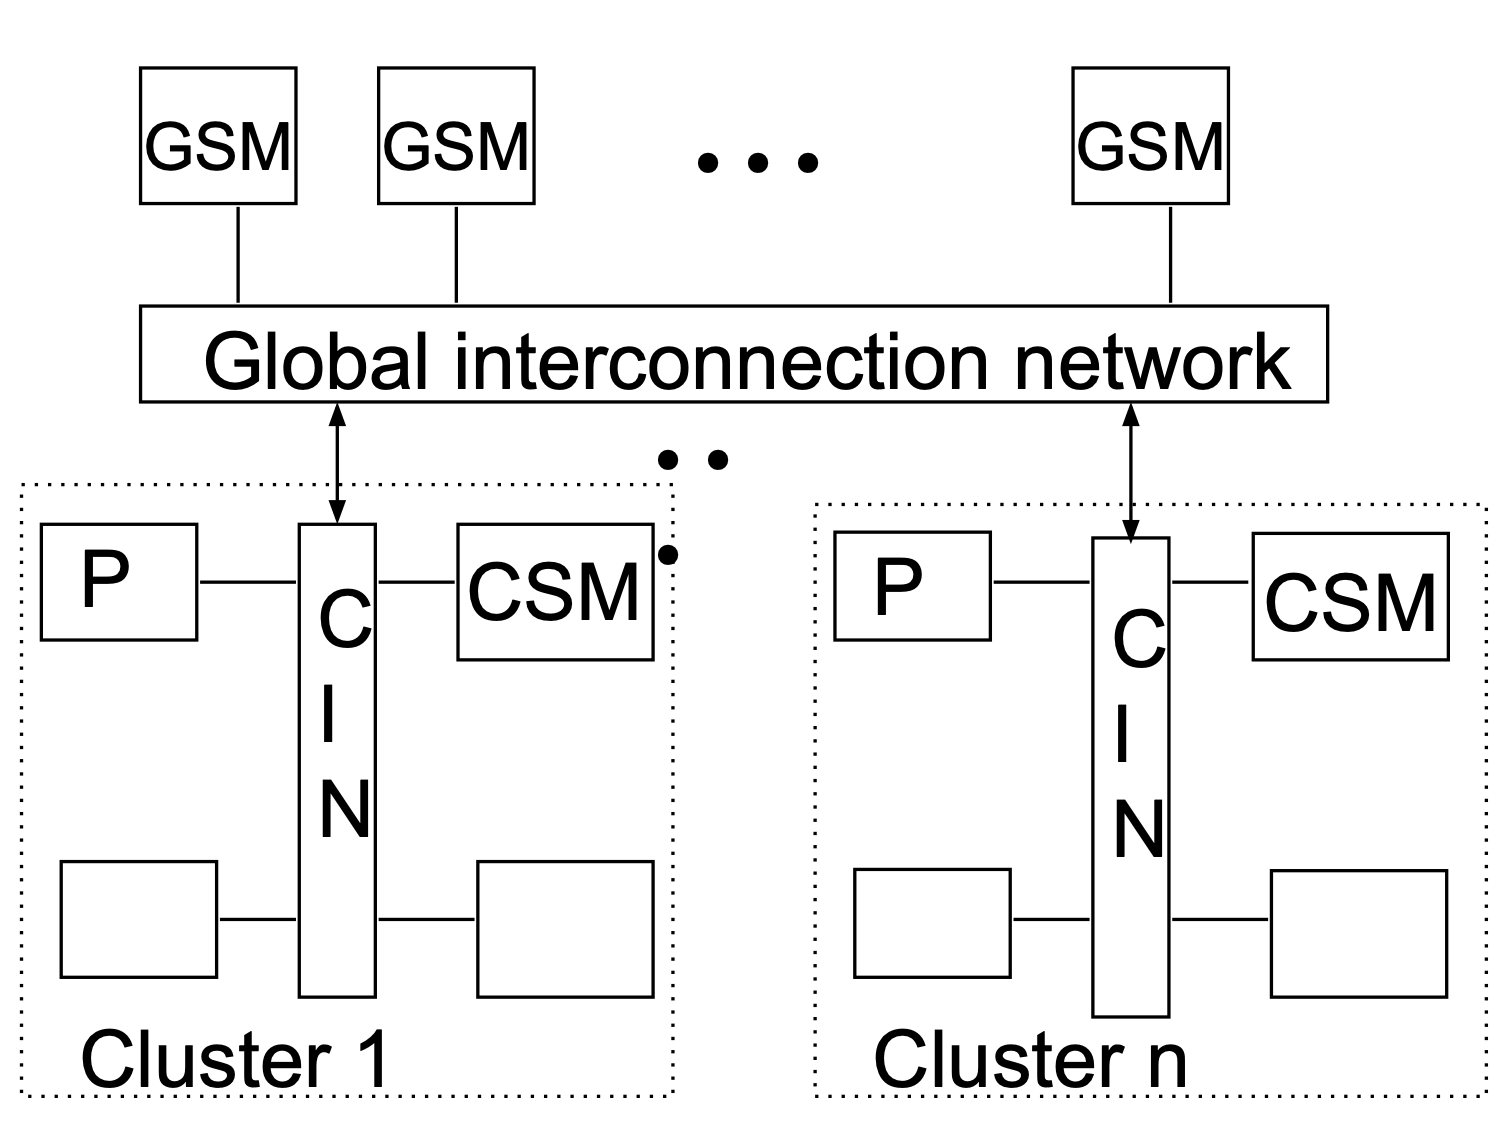 GSM GSM • • • GSM
Global interconnection network
• •
•
P
C
I
N
CSM
P
C
I
N
CSM
Cluster 1
Cluster n